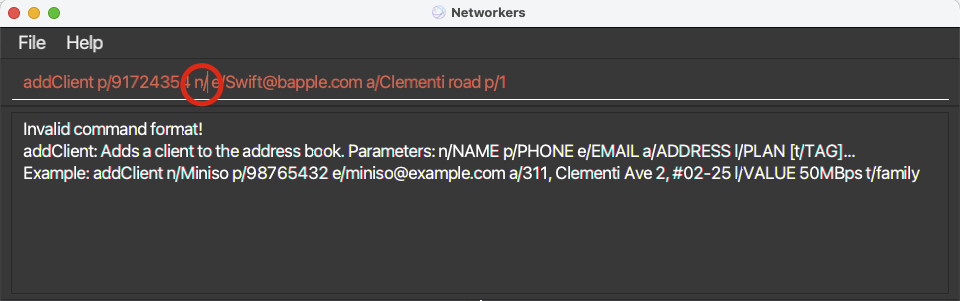 Networkers
File Help
addClient p/91724354 n/ e/Swift@bapple.com a/Clementi road p/1
Invalid command format!
addClient: Adds a client to the address book. Parameters: n/NAME p/PHONE e/EMAIL a/ADDRESS l/PLAN [t/TAG]...
Example: addClient n/Miniso p/98765432 e/miniso@example.com a/311, Clementi Ave 2, #02-25 l/VALUE 50MBps t/family